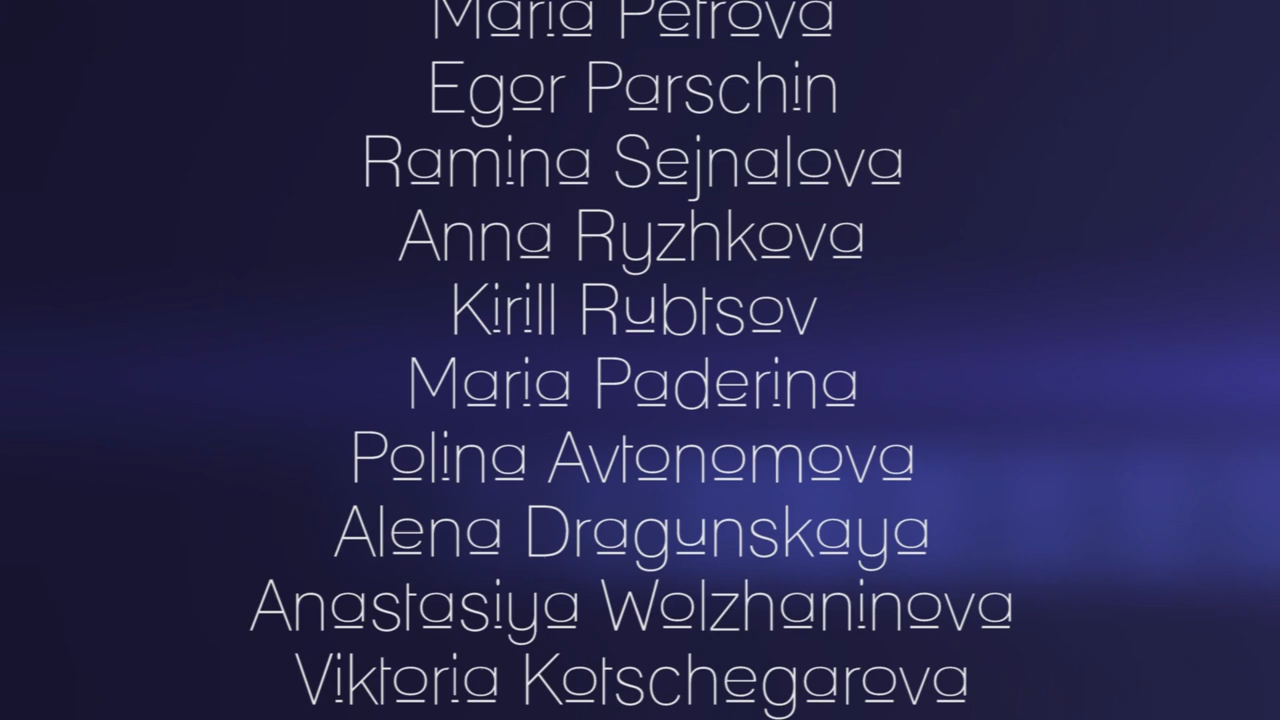 Maria Petrova
Egor Parschin
Ramina Sejnalova
Anna Ryzhkova
Kirill Rubtsov
Maria Paderina
Polina Avtonomova
Alena Dragunskaya
Anastasiya Wolzhaninova
Viktoria Kotschegarova